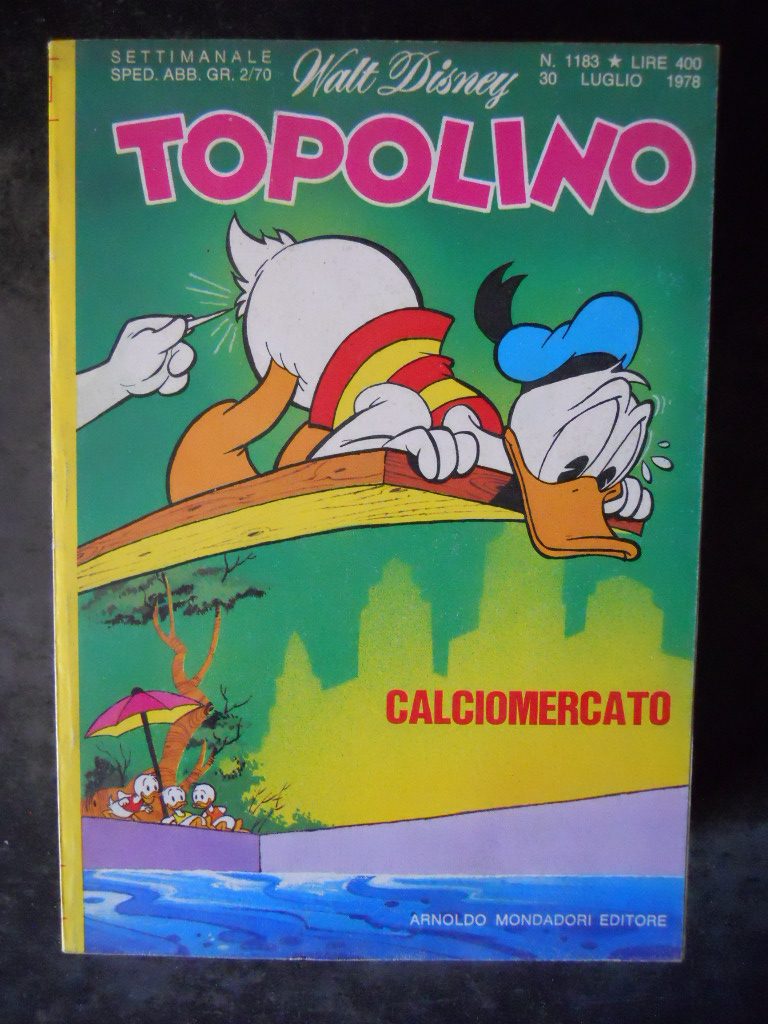 SETTIMANALE
SPED. ABB. GR. 2/70
Walt Disney
N. 1183 ★ LIRE 400
30 LUGLIO 1978
TOPOLINO
CALCIOMERCATO
ARNOLDO MONDADORI EDITORE